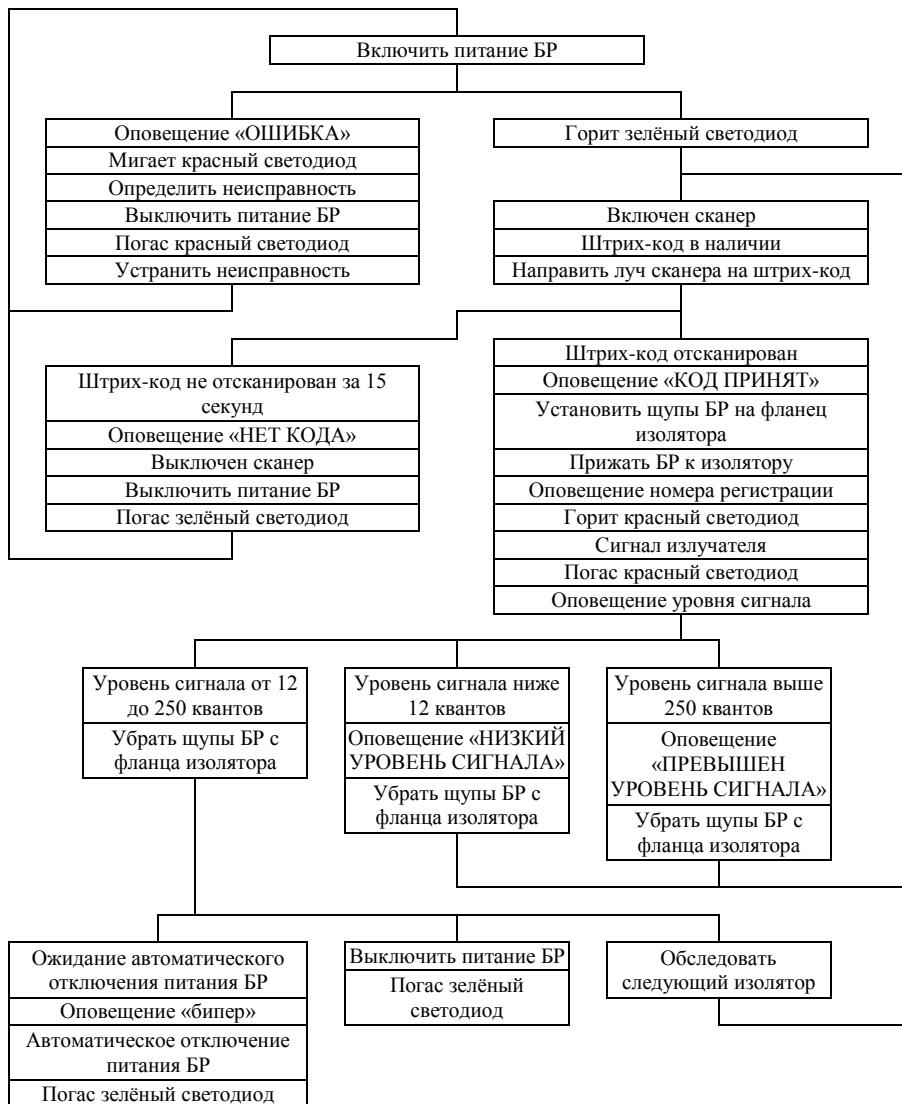 Включить питание БР
Оповещение «ОШИБКА»
Мигает красный светодиод
Определить неисправность
Выключить питание БР
Погас красный светодиод
Устранить неисправность
Горит зелёный светодиод
Включен сканер
Штрих-код в наличии
Направить луч сканера на штрих-код
Штрих-код не отсканирован за 15
секунд
Оповещение «НЕТ КОДА»
Выключен сканер
Выключить питание БР
Погас зелёный светодиод
Штрих-код отсканирован
Оповещение «КОД ПРИНЯТ»
Установить щупы БР на фланец
изолятора
Прижать БР к изолятору
Оповещение номера регистрации
Горит красный светодиод
Сигнал излучателя
Погас красный светодиод
Оповещение уровня сигнала
Уровень сигнала от 12
до 250 квантов
Убрать щупы БР с
фланца изолятора
Уровень сигнала ниже
12 квантов
Оповещение «НИЗКИЙ
УРОВЕНЬ СИГНАЛА»
Убрать щупы БР с
фланца изолятора
Уровень сигнала выше
250 квантов
Оповещение
«ПРЕВЫШЕН
УРОВЕНЬ СИГНАЛА»
Убрать щупы БР с
фланца изолятора
Ожидание автоматического
отключения питания БР
Оповещение «бипер»
Автоматическое отключение
питания БР
Погас зелёный светодиод
Выключить питание БР
Погас зелёный
светодиод
Обследовать
следующий изолятор